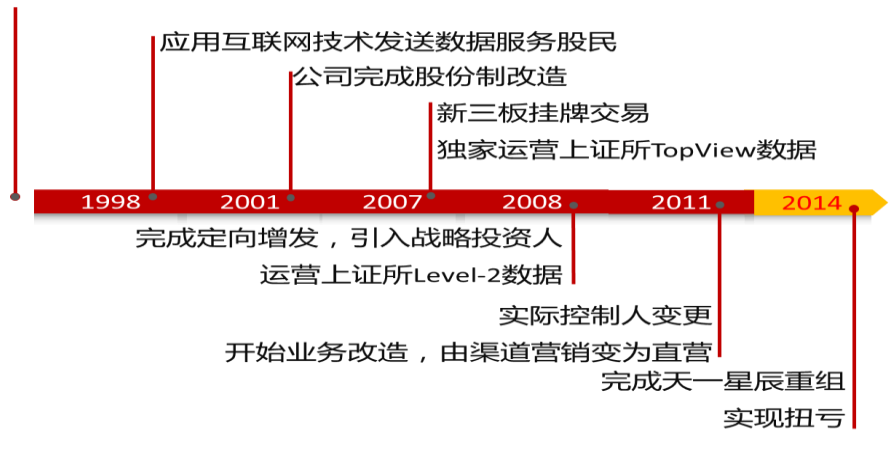 应用互联网技术发送数据服务股民
公司完成股份制改造
新三板挂牌交易
独家运营上证所TopView数据
1998 2001 2007 2008 2011 2014
完成定向增发，引入战略投资人
运营上证所Level-2数据
实际控制人变更
开始业务改造，由渠道营销变为直营
完成天一星辰重组
实现扭亏